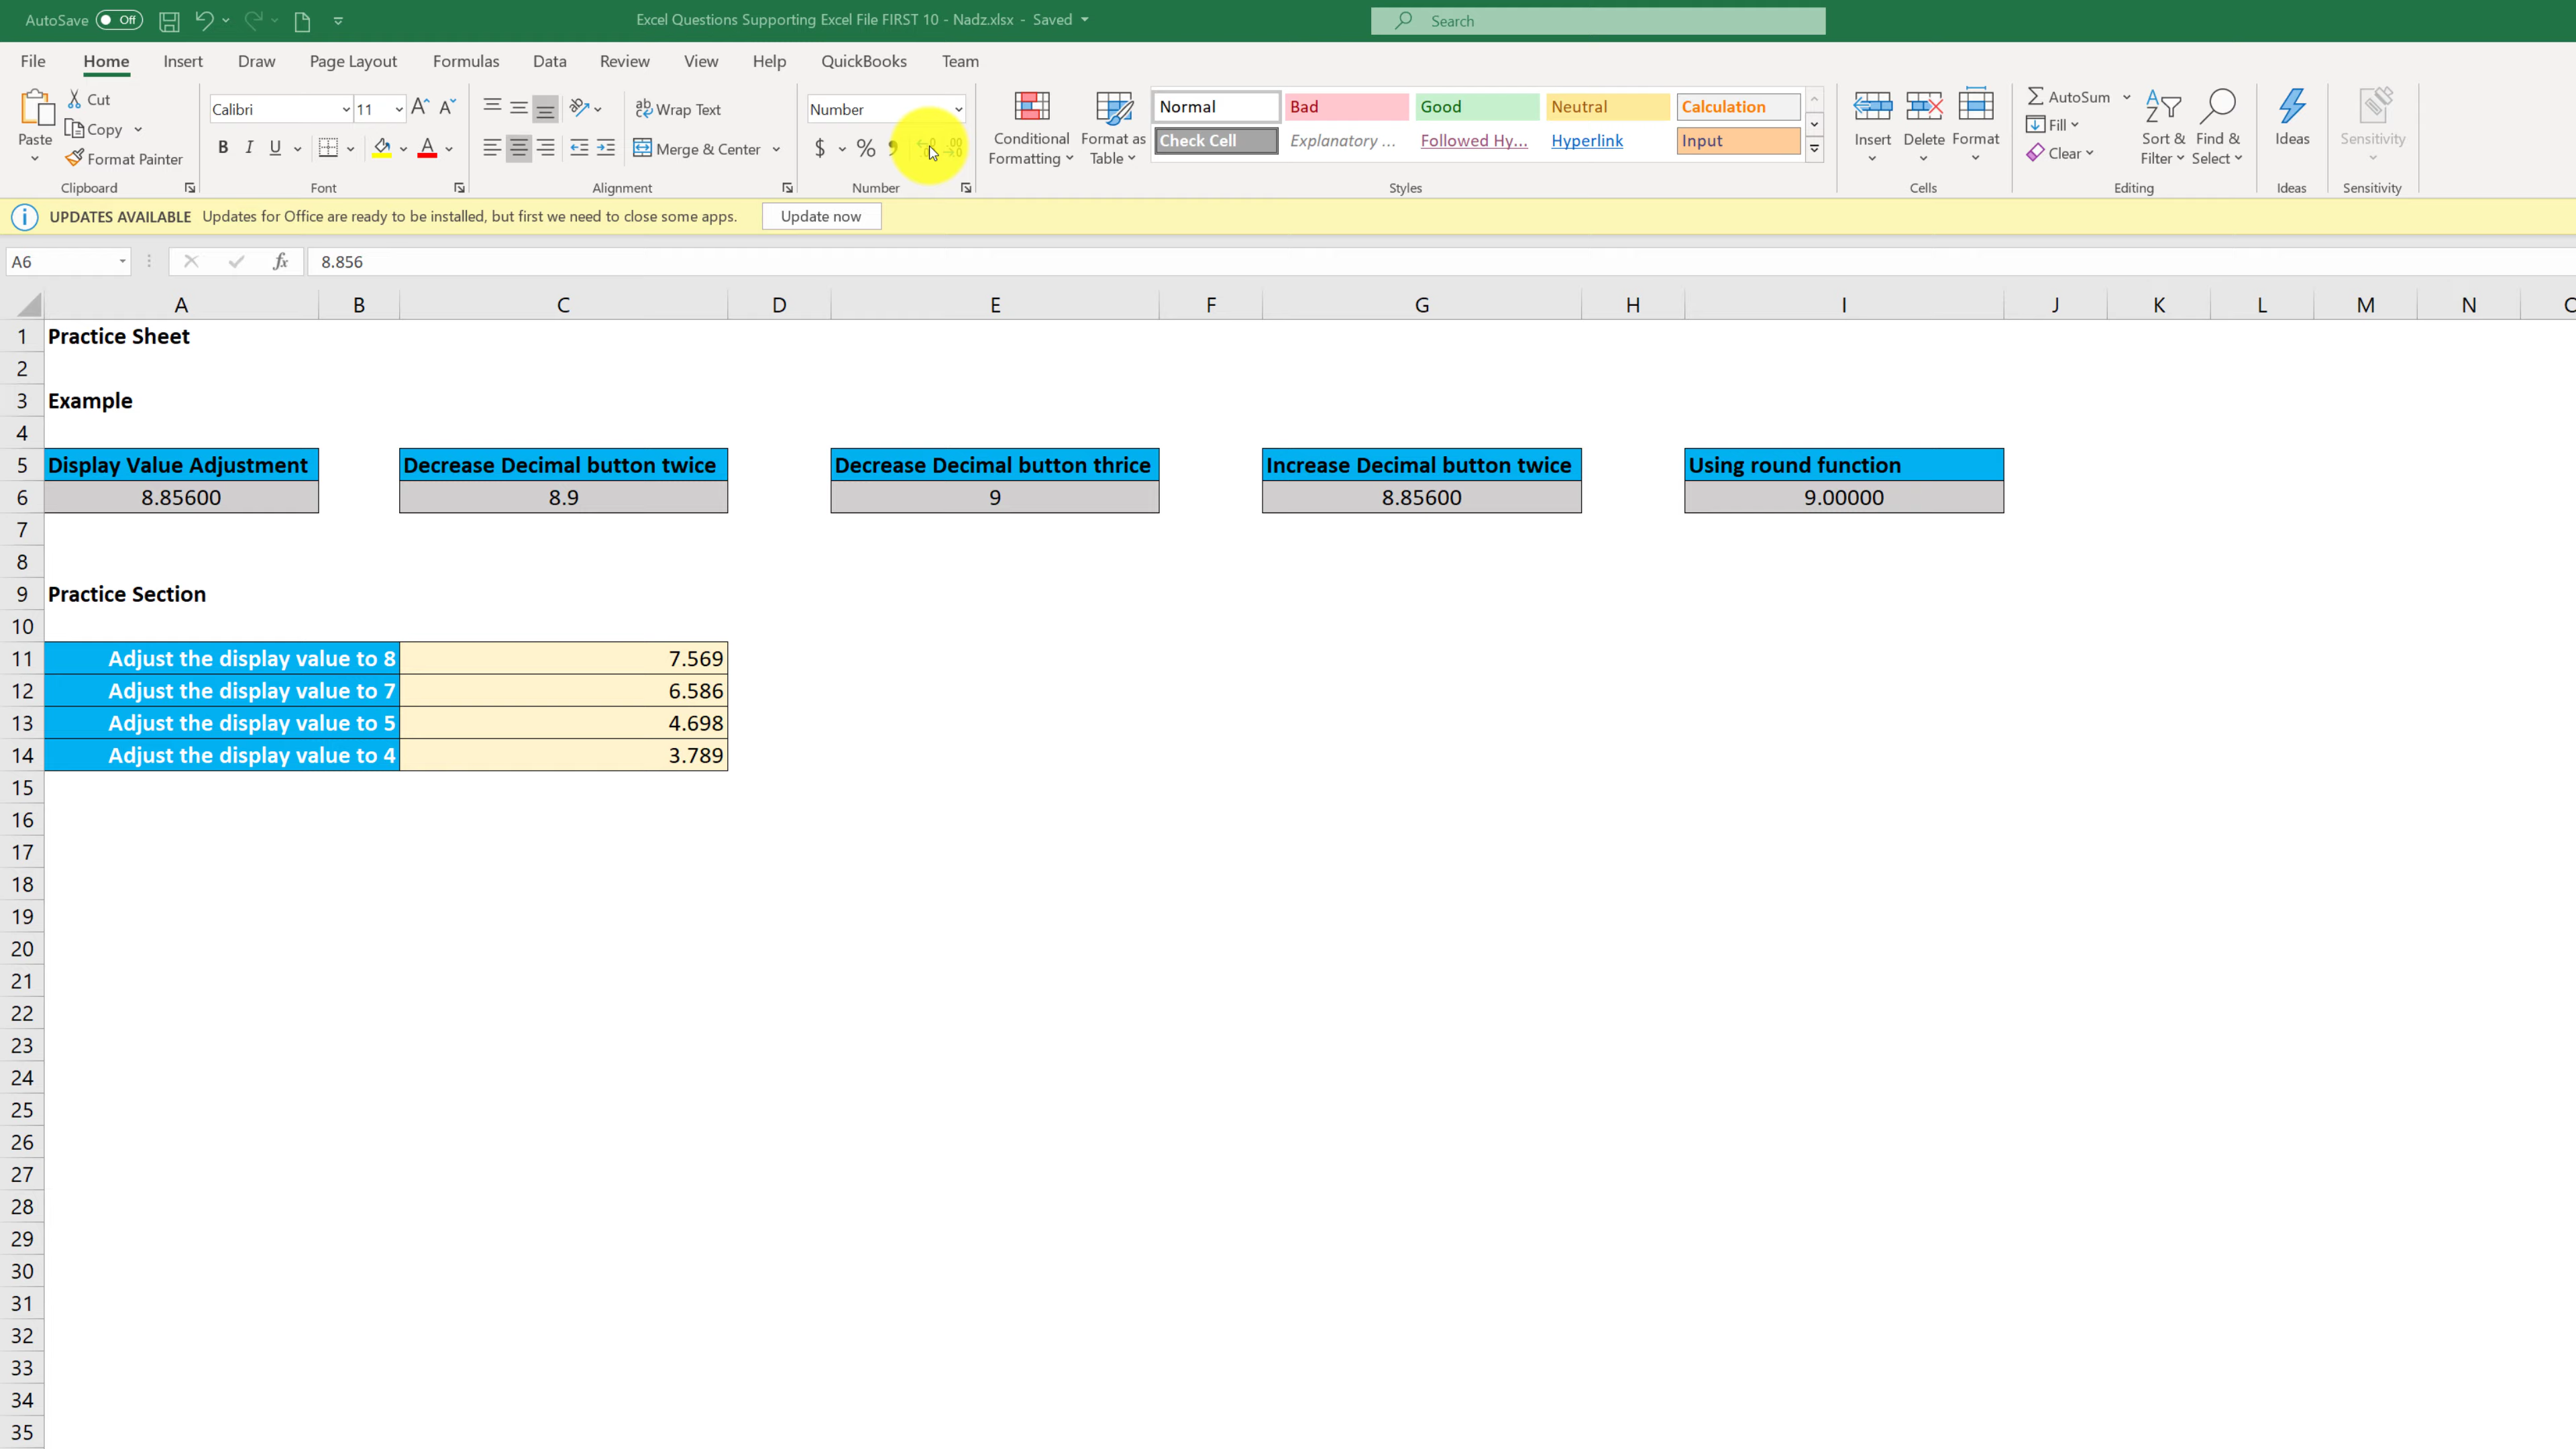 AutoSave Off Excel Questions Supporting Excel File FIRST 10 - Nadz.xlsx - Saved Search
File Home Insert Draw Page Layout Formulas Data Review View Help QuickBooks Team
Paste Cut Copy Format Painter Clipboard
Calibri 11 B I U A A A Font
ab Wrap Text Merge & Center Alignment
Number $ % , Number
Conditional Formatting Format as Table
Normal Bad Good Neutral Calculation
Check Cell Explanatory ... Followed Hy... Hyperlink Input
Styles
Insert Delete Format Cells
AutoSum Fill Clear Sort & Filter Find & Select Editing
Ideas Ideas
Sensitivity Sensitivity
UPDATES AVAILABLE Updates for Office are ready to be installed, but first we need to close some apps. Update now
A6 fx 8.856
A B C D E F G H I J K L M N
1 Practice Sheet
2
3 Example
4
5 Display Value Adjustment Decrease Decimal button twice Decrease Decimal button thrice Increase Decimal button twice Using round function
6 8.85600 8.9 9 8.85600 9.00000
7
8
9 Practice Section
10
11 Adjust the display value to 8 7.569
12 Adjust the display value to 7 6.586
13 Adjust the display value to 5 4.698
14 Adjust the display value to 4 3.789
15
16
17
18
19
20
21
22
23
24
25
26
27
28
29
30
31
32
33
34
35